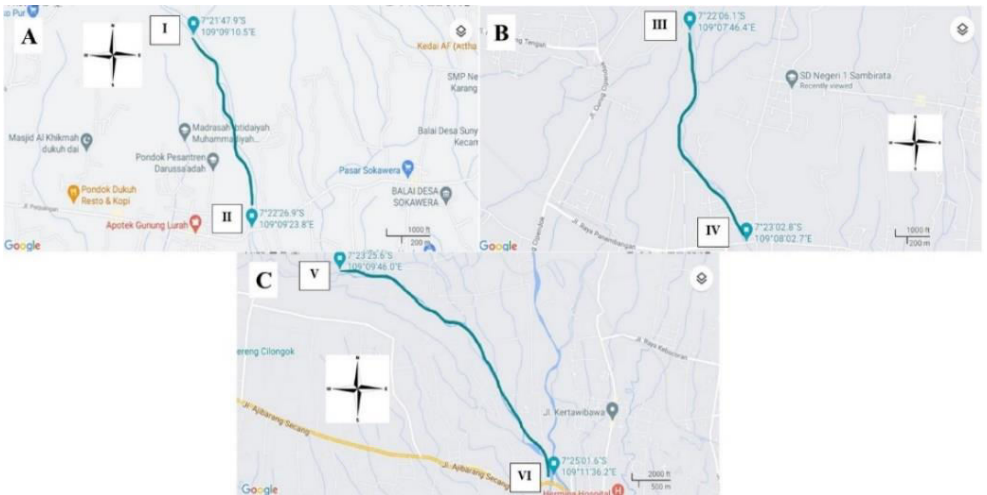 A
I
7°21'47.9"S
109°09'10.5"E
Kedai AF
SMP Ne
Karang
Masjid Al Khikmah
dukuh dai
Madrasah Ibtidaiyah
Muhammadiyah...
Balai Desa Suny
Kecam
Pondok Pesantren
Darussa'adah
Pasar Sokawera
Pondok Dukuh
Resto & Kopi
BALAI DESA
SOKAWERA
II
7°22'26.9"S
109°09'23.8"E
Apotek Gunung Lurah
1000 ft
200 m
Google
B
III
7°22'06.1"S
109°07'46.4"E
SD Negeri 1 Sambirata
Recently viewed
IV
7°23'02.8"S
109°08'02.7"E
1000 ft
200 m
Google
C
V
7°23'25.6"S
109°09'46.0"E
ereng Cilongok
Jl. Kertawibawa
Jl. Ajibarang Secang
Jl. Ajibarang Secang
VI
7°25'01.6"S
109°11'36.2"E
Hospital
2000 ft
500 m
Google